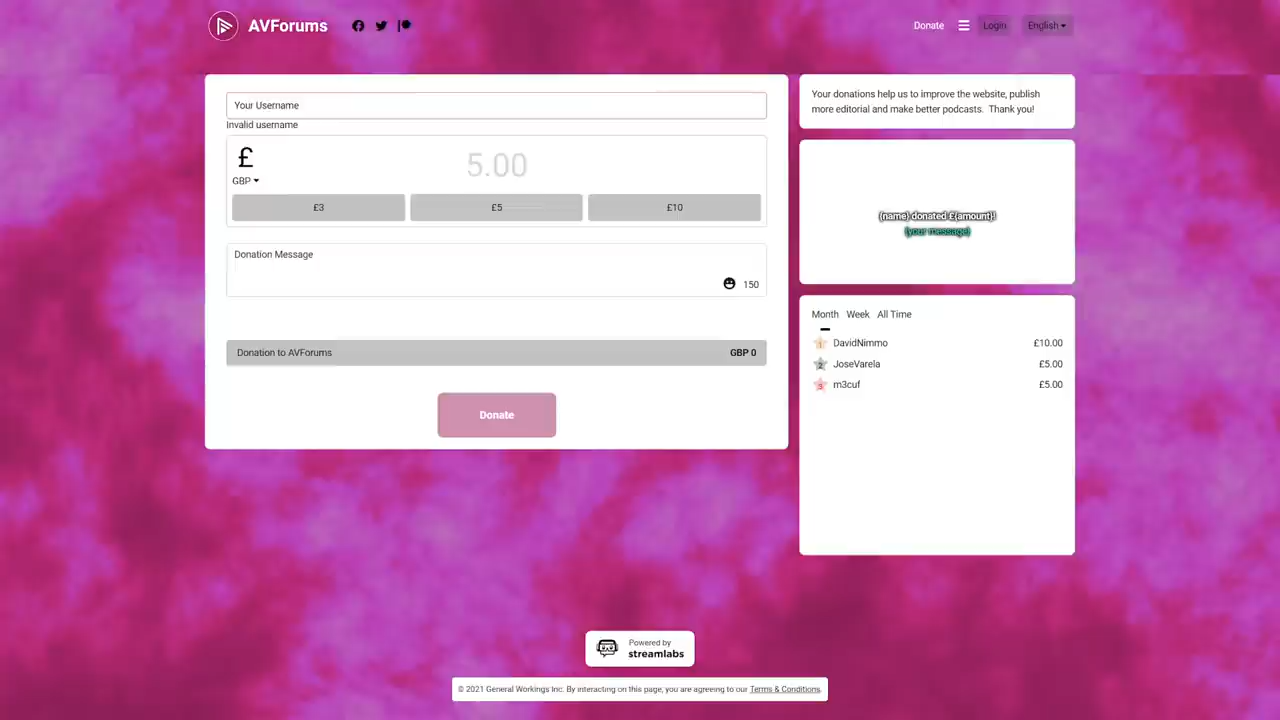 AVForums
Donate
Login
English
Your Username
Invalid username
£
5.00
GBP
£3
£5
£10
Donation Message
150
Donation to AVForums
GBP 0
Donate
Your donations help us to improve the website, publish
more editorial and make better podcasts. Thank you!
{name} donated £{amount}!
{your message}
Month Week All Time
1 DavidNimmo £10.00
2 JoseVarela £5.00
3 m3cuf £5.00
Powered by
streamlabs
© 2021 General Workings Inc. By interacting on this page, you are agreeing to our Terms & Conditions.